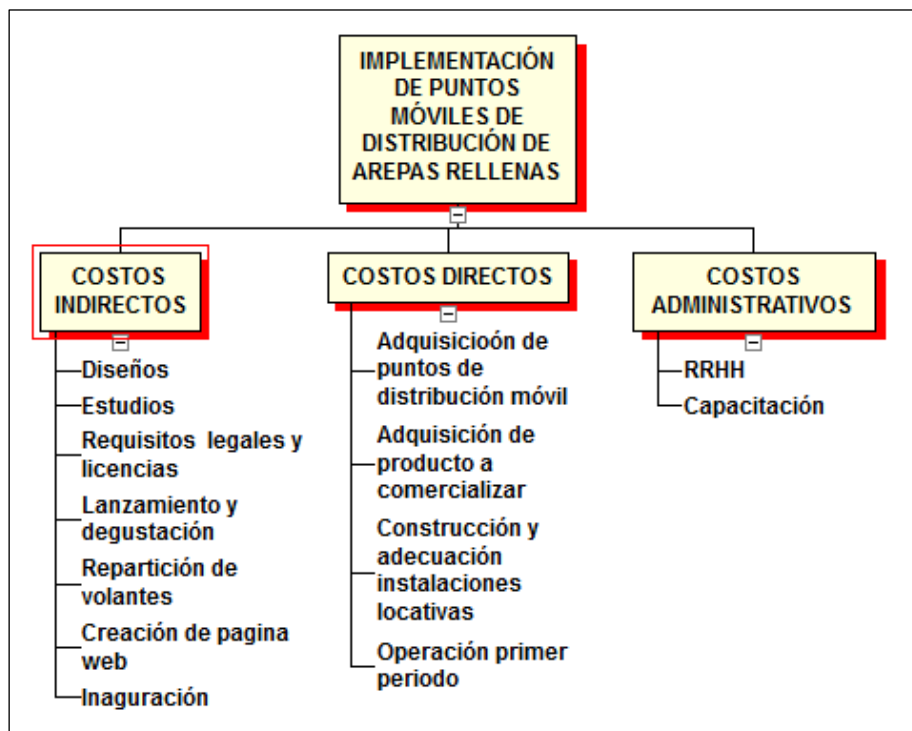 IMPLEMENTACIÓN
DE PUNTOS
MÓVILES DE
DISTRIBUCIÓN DE
AREPAS RELLENAS
COSTOS
INDIRECTOS
Diseños
Estudios
Requisitos legales y
licencias
Lanzamiento y
degustación
Repartición de
volantes
Creación de pagina
web
Inaguración
COSTOS DIRECTOS
Adquisicioón de
puntos de
distribución móvil
Adquisición de
producto a
comercializar
Construcción y
adecuación
instalaciones
locativas
Operación primer
periodo
COSTOS
ADMINISTRATIVOS
RRHH
Capacitación